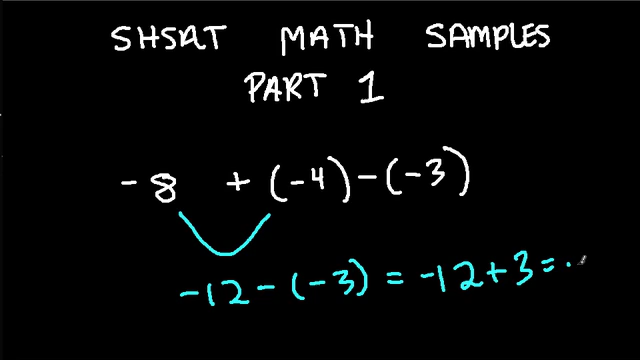 SHSAT MATH SAMPLES
PART 1
-8 + (-4) - (-3)
-12 - (-3) = -12 + 3 =